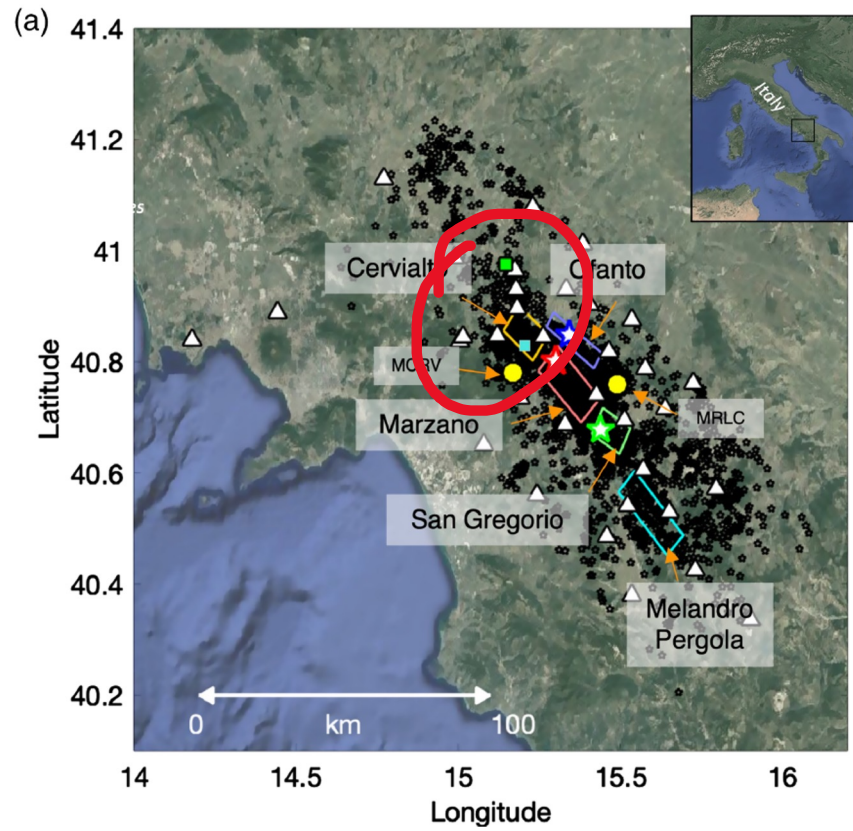 (a)
Italy
41.4
41.2
41
40.8
40.6
40.4
40.2
Latitude
es
Cervialto
Ofanto
MCRV
Marzano
MRLC
San Gregorio
Melandro
Pergola
0 km 100
14 14.5 15 15.5 16
Longitude